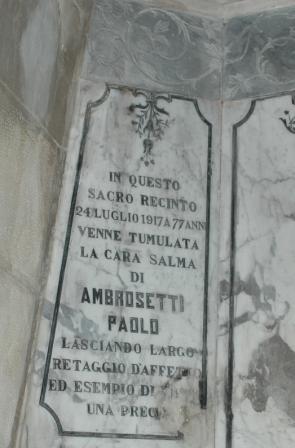 IN QUESTO
SACRO RECINTO
24 LUGLIO 1917 A 77 ANNI
VENNE TUMULATA
LA CARA SALMA
DI
AMBROSETTI
PAOLO
LASCIANDO LARGO
RETAGGIO D'AFFETTO
ED ESEMPIO DI
UNA PRECE